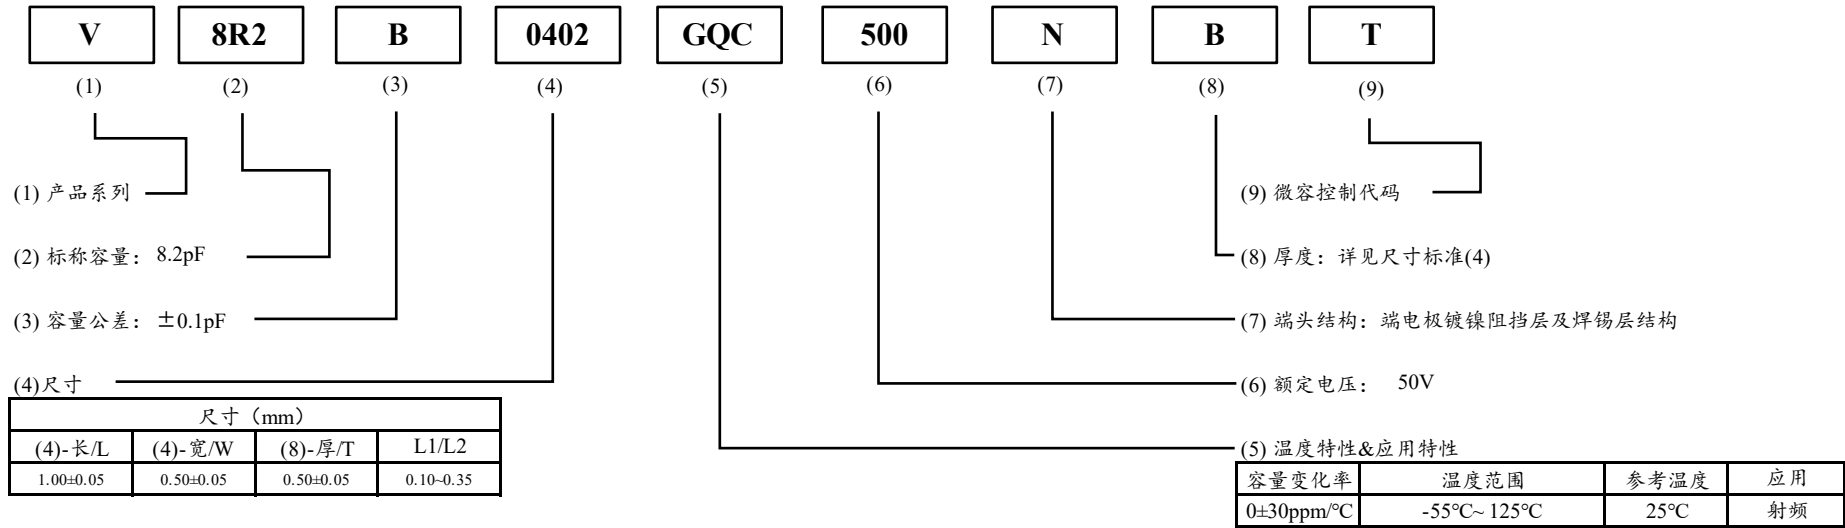 V 8R2 B 0402 GQC 500 N B T
(1) (2) (3) (4) (5) (6) (7) (8) (9)
(1) 产品系列
(9) 微容控制代码
(2) 标称容量： 8.2pF
(8) 厚度：详见尺寸标准(4)
(3) 容量公差：±0.1pF
(7) 端头结构：端电极镀镍阻挡层及焊锡层结构
(4)尺寸
(6) 额定电压： 50V
尺寸（mm）
(4)-长/L (4)-宽/W (8)-厚/T L1/L2
1.00±0.05 0.50±0.05 0.50±0.05 0.10~0.35
(5) 温度特性&应用特性
容量变化率 温度范围 参考温度 应用
0±30ppm/°C -55°C~ 125°C 25°C 射频